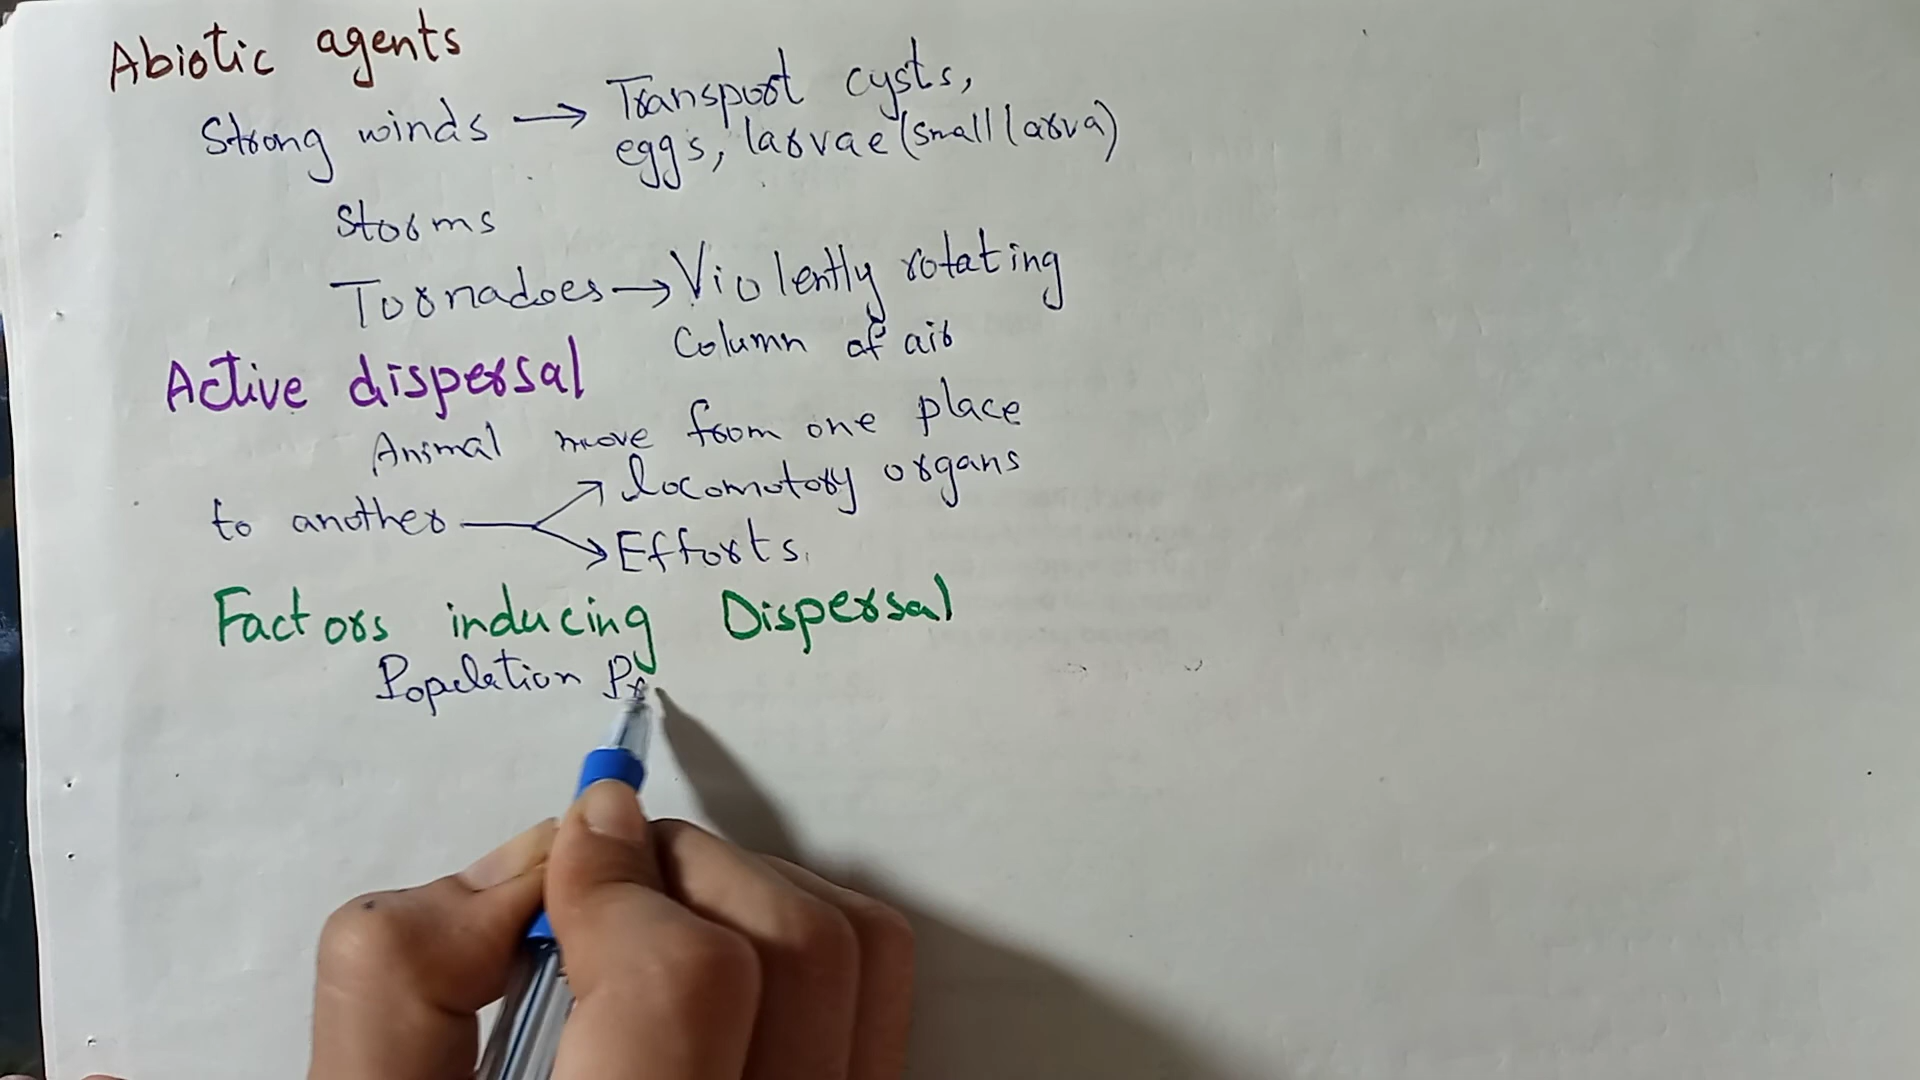 Abiotic agents
Strong winds → Transport cysts,
eggs, larvae (small larva)
Storms
Tornadoes → Violently rotating
Column of air
Active dispersal
Animal move from one place
to another → locomotory organs
→ Efforts.
Factors inducing Dispersal
Population Pr